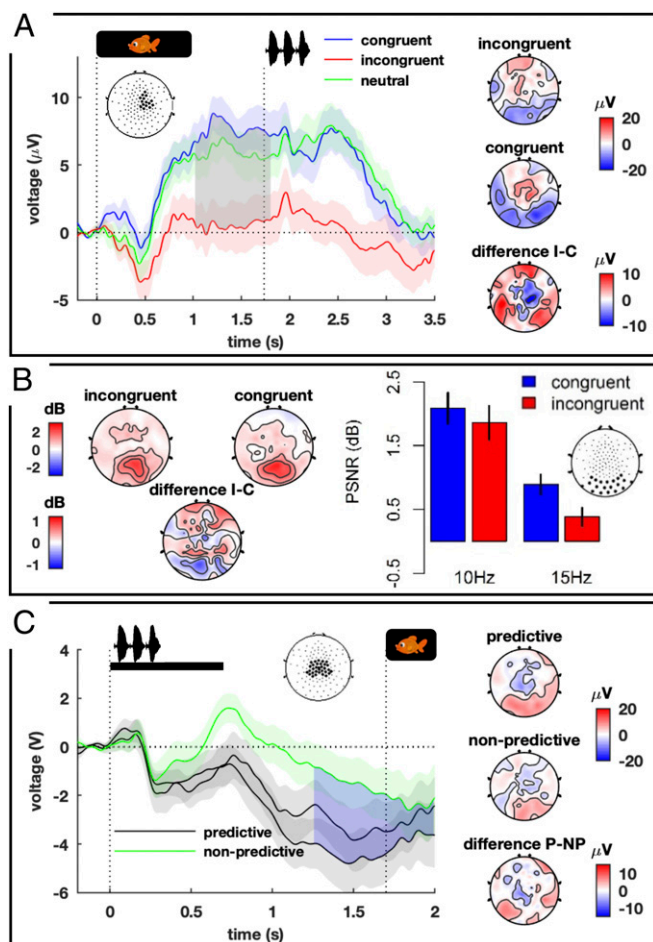 A
congruent
incongruent
neutral
voltage (μV)
10
5
0
-5
0 0.5 1 1.5 2 2.5 3 3.5
time (s)
incongruent
congruent
difference I-C
μV
20
0
-20
μV
10
0
-10
B
incongruent
congruent
difference I-C
dB
2
0
-2
dB
1
0
-1
PSNR (dB)
2.5
1.5
0.5
-0.5
10Hz 15Hz
congruent
incongruent
C
voltage (V)
4
2
0
-2
-4
-6
predictive
non-predictive
0 0.5 1 1.5 2
time (s)
predictive
non-predictive
difference P-NP
μV
20
0
-20
μV
10
0
-10